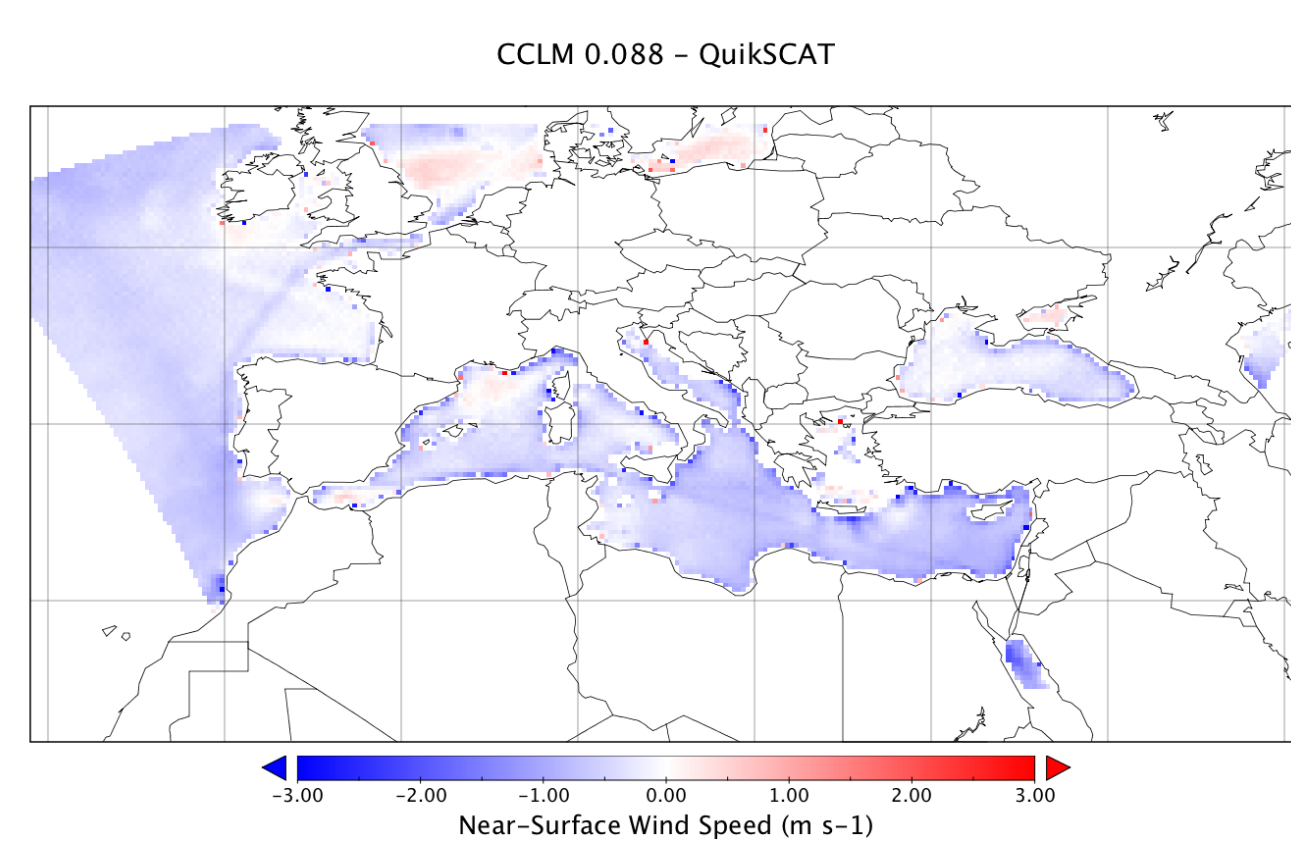 CCLM 0.088 – QuikSCAT
−3.00 −2.00 −1.00 0.00 1.00 2.00 3.00
Near−Surface Wind Speed (m s−1)